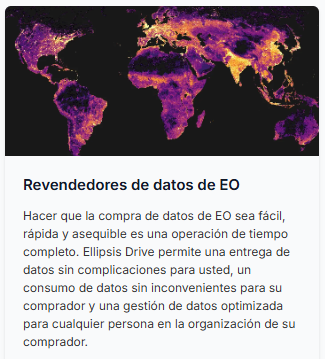 Revendedores de datos de EO
Hacer que la compra de datos de EO sea fácil,
rápida y asequible es una operación de tiempo
completo. Ellipsis Drive permite una entrega de
datos sin complicaciones para usted, un
consumo de datos sin inconvenientes para su
comprador y una gestión de datos optimizada
para cualquier persona en la organización de su
comprador.